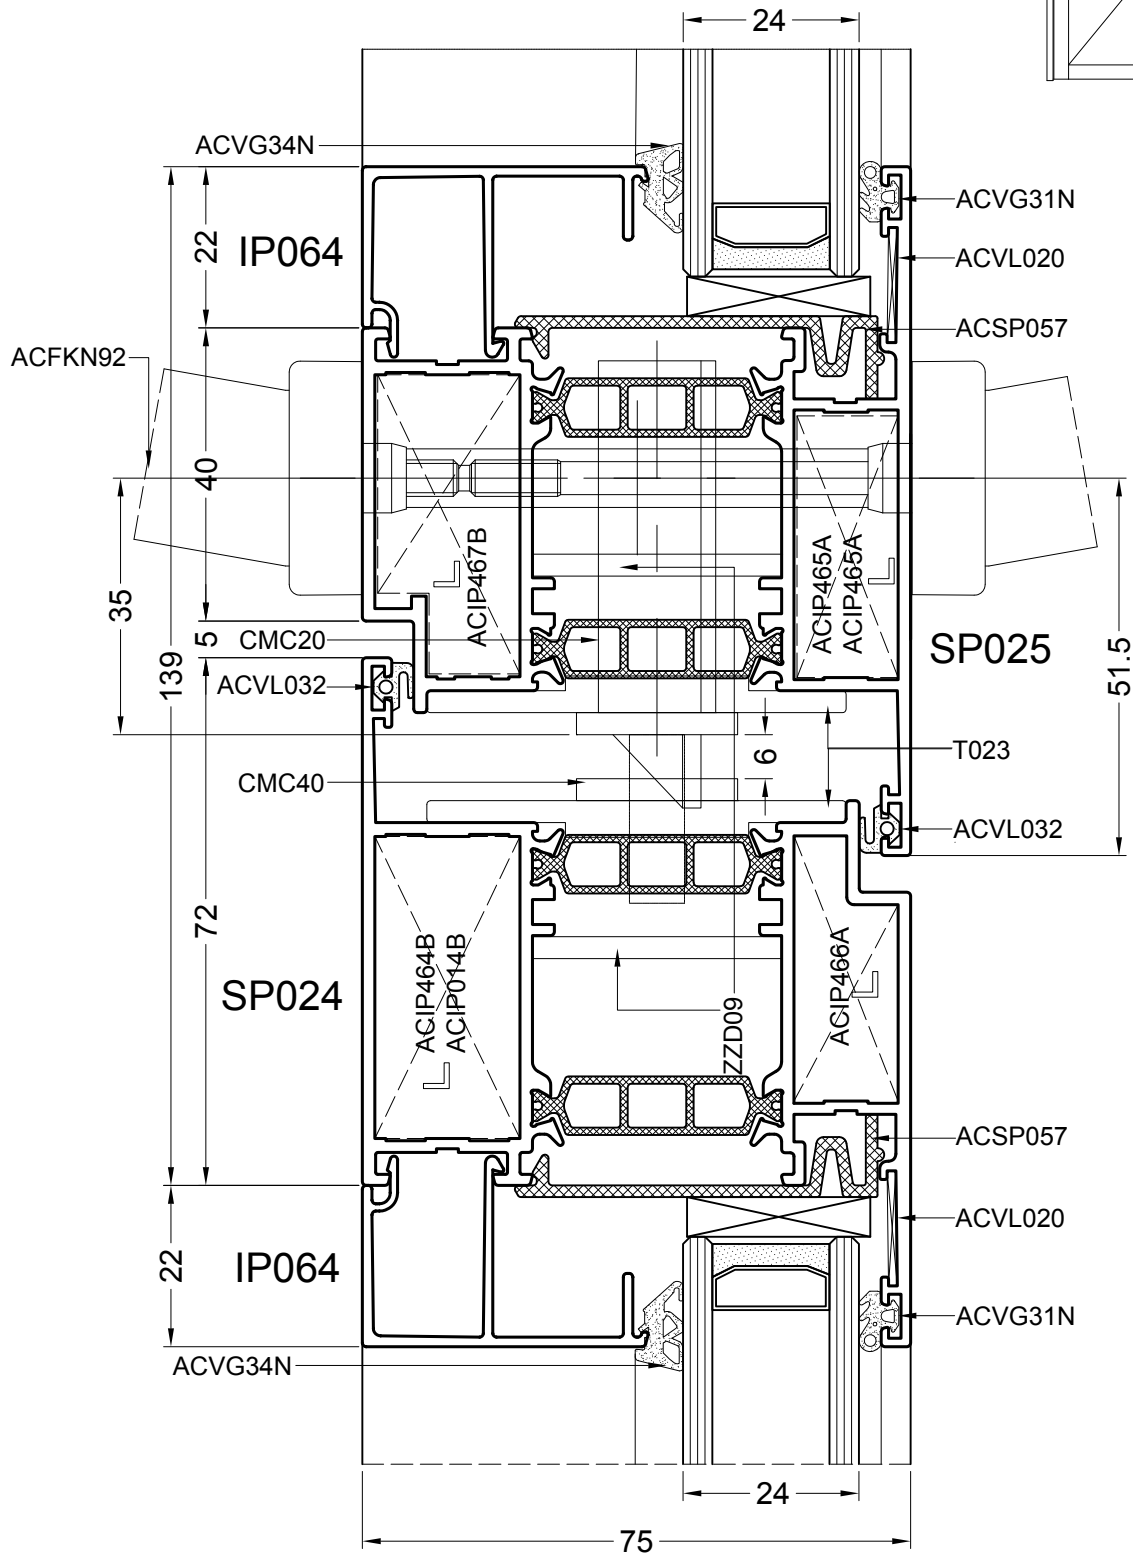 24
ACVG34N
ACVG31N
22
IP064
ACVL020
ACSP057
ACFKN92
40
35
ACIP467B
ACIP465A
ACIP465A
5
CMC20
SP025
139
51.5
ACVL032
6
T023
CMC40
ACVL032
72
ACIP464B
ACIP014B
ACIP466A
SP024
ZZD09
ACSP057
ACVL020
22
IP064
ACVG31N
ACVG34N
24
75